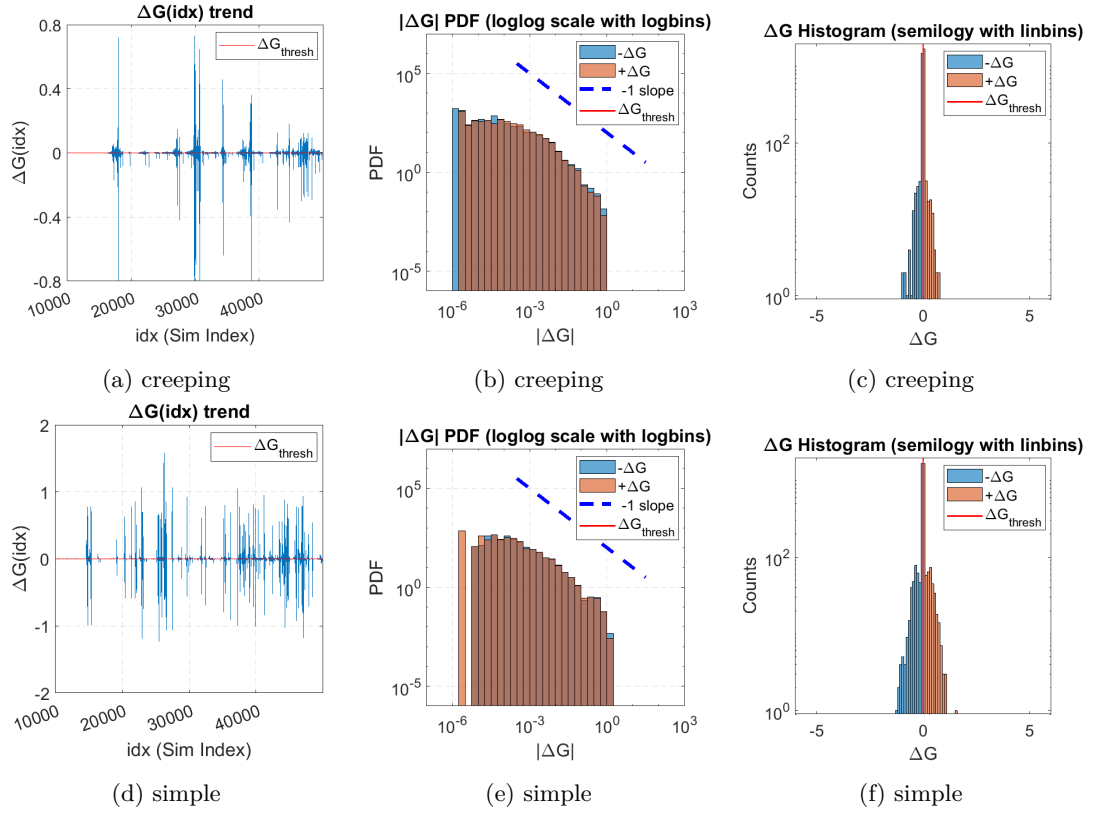 ΔG(idx) trend
ΔG_thresh
0.8
0.4
0
-0.4
-0.8
ΔG(idx)
10000
20000
30000
40000
idx (Sim Index)
(a) creeping
|ΔG| PDF (loglog scale with logbins)
-ΔG
+ΔG
-1 slope
ΔG_thresh
10^5
10^0
10^-5
PDF
10^-6
10^-3
10^0
10^3
|ΔG|
(b) creeping
ΔG Histogram (semilogy with linbins)
-ΔG
+ΔG
ΔG_thresh
10^2
10^0
Counts
-5
0
5
ΔG
(c) creeping
ΔG(idx) trend
ΔG_thresh
2
1
0
-1
-2
ΔG(idx)
10000
20000
30000
40000
idx (Sim Index)
(d) simple
|ΔG| PDF (loglog scale with logbins)
-ΔG
+ΔG
-1 slope
ΔG_thresh
10^5
10^0
10^-5
PDF
10^-6
10^-3
10^0
10^3
|ΔG|
(e) simple
ΔG Histogram (semilogy with linbins)
-ΔG
+ΔG
ΔG_thresh
10^2
10^0
Counts
-5
0
5
ΔG
(f) simple